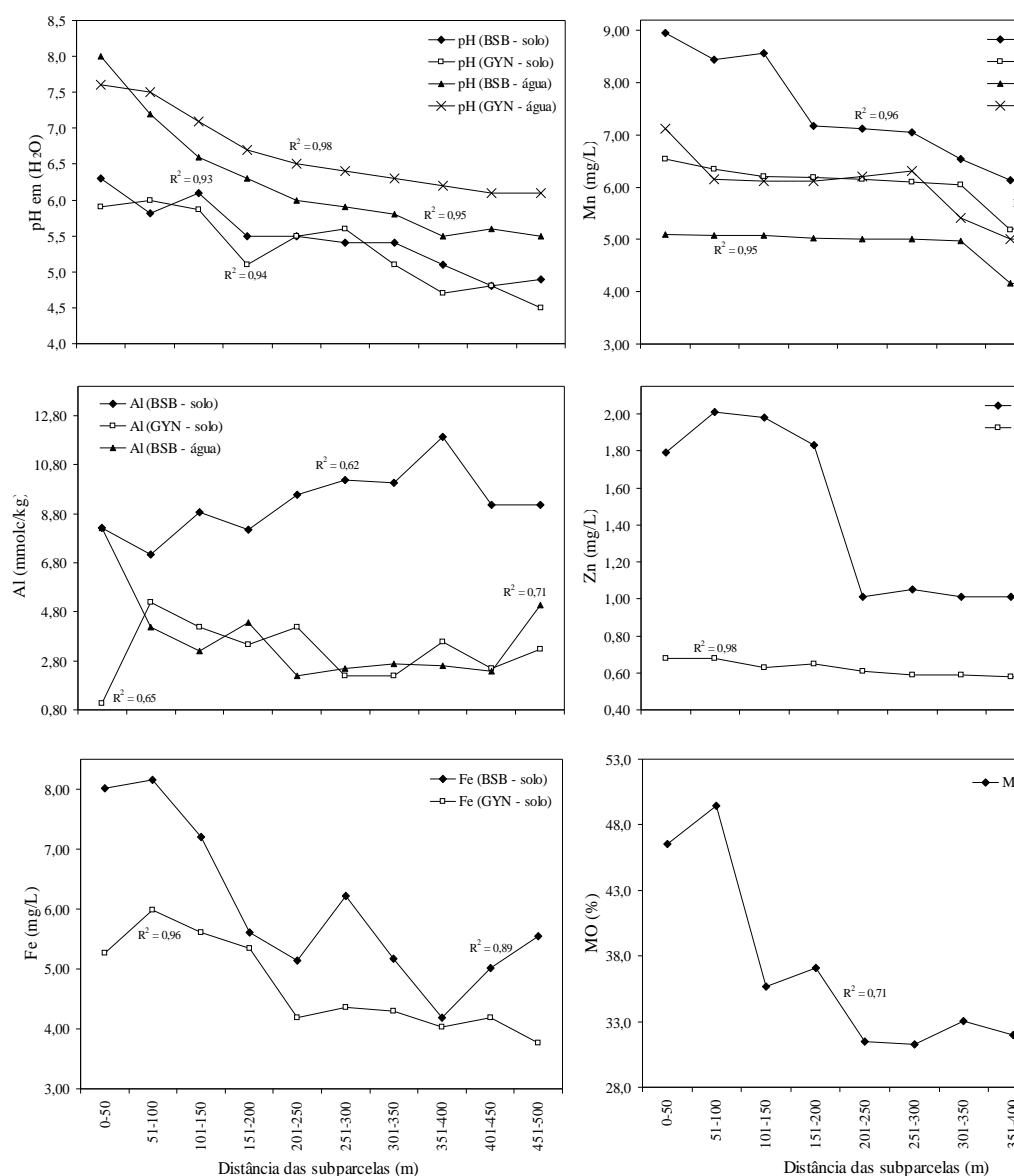 8,5
8,0
7,5
7,0
6,5
6,0
5,5
5,0
4,5
4,0
pH em (H2O)
pH (BSB - solo)
pH (GYN - solo)
pH (BSB - água)
pH (GYN - água)
R² = 0,98
R² = 0,93
R² = 0,95
R² = 0,94
9,00
8,00
7,00
6,00
5,00
4,00
3,00
Mn (mg/L)
R² = 0,96
R² = 0,95
12,80
10,80
8,80
6,80
4,80
2,80
0,80
Al (mmolc/kg)
Al (BSB - solo)
Al (GYN - solo)
Al (BSB - água)
R² = 0,62
R² = 0,71
R² = 0,65
2,00
1,80
1,60
1,40
1,20
1,00
0,80
0,60
0,40
Zn (mg/L)
R² = 0,98
8,00
7,00
6,00
5,00
4,00
3,00
Fe (mg/L)
Fe (BSB - solo)
Fe (GYN - solo)
R² = 0,96
R² = 0,89
0-50
51-100
101-150
151-200
201-250
251-300
301-350
351-400
401-450
451-500
Distância das subparcelas (m)
53,0
48,0
43,0
38,0
33,0
28,0
MO (%)
M
R² = 0,71
0-50
51-100
101-150
151-200
201-250
251-300
301-350
351-400
Distância das subparcelas (m)